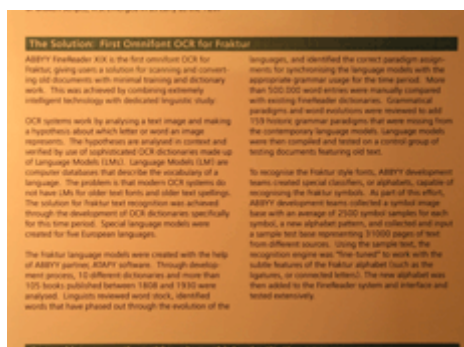 The Solution: First Omnifont OCR for Fraktur
ABBYY FineReader XIX is the first omnifont OCR for
Fraktur, giving users a solution for scanning and convert-
ing old documents with minimal training and dictionary
work. This was achieved by combining extremely
intelligent technology with dedicated linguistic study.
OCR systems work by analysing a text image and making
a hypothesis about which letter or word an image
represents. The hypotheses are analysed in context and
verified by use of sophisticated OCR dictionaries made up
of Language Models (LMs). Language Models (LM) are
computer databases that describe the vocabulary of a
language. The problem is that modern OCR systems do
not have LMs for older text fonts and older text spellings.
The solution for Fraktur text recognition was achieved
through the development of OCR dictionaries specifically
for this time period. Special language models were
created for five European languages.
The Fraktur language models were created with the help
of ABBYY partner, ATAPY software. Through develop-
ment process, 10 different dictionaries and more than
105 books published between 1808 and 1930 were
analysed. Linguists reviewed word stock, identified
words that have phased out through the evolution of the
languages, and identified the correct paradigm assign-
ments for synchronising the language models with the
appropriate grammar usage for the time period. More
than 500,000 word entries were manually compared
with existing FineReader dictionaries. Grammatical
paradigms and word evolutions were reviewed to add
159 historic grammar paradigms that were missing from
the contemporary language models. Language models
were then compiled and tested on a control group of
testing documents featuring old text.
To recognise the Fraktur style fonts, ABBYY development
teams created special classifiers, or alphabets, capable of
recognising the Fraktur symbols. As part of this effort,
ABBYY development teams collected a symbol image
base with an average of 2500 symbol samples for each
symbol, a new alphabet pattern, and collected and input
a sample test base representing 31000 pages of text
from different sources. Using the sample text, the
recognition engine was "fine-tuned" to work with the
subtle features of the Fraktur alphabet (such as the
ligatures, or connected letters). The new alphabet was
then added to the FineReader system and interface and
tested extensively.